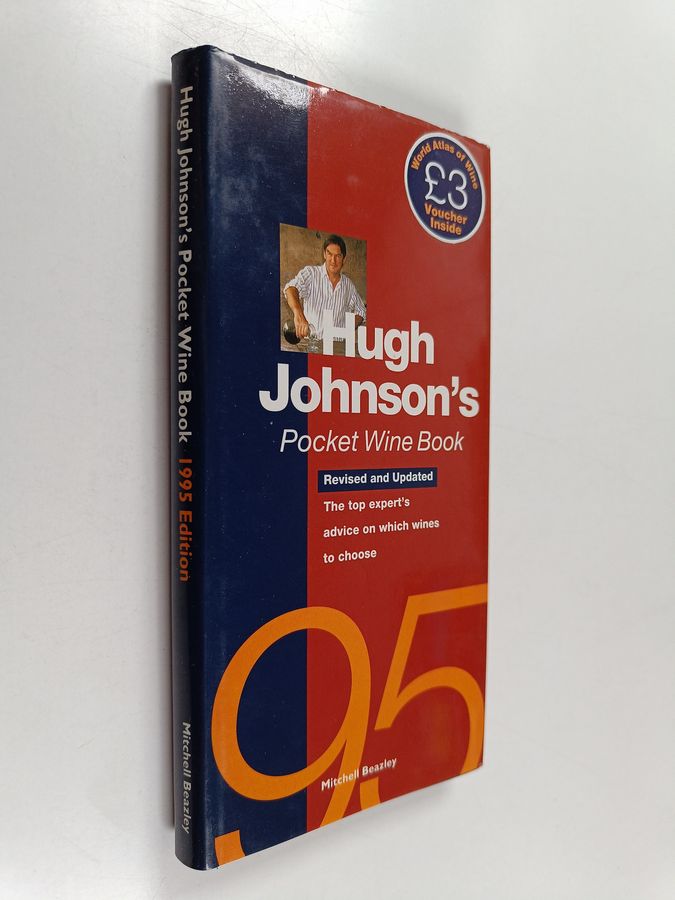 Hugh Johnson's Pocket Wine Book 1995 Edition
Mitchell Beazley
World Atlas of Wine
£3
Voucher
Inside
Hugh
Johnson's
Pocket Wine Book
Revised and Updated
The top expert's
advice on which wines
to choose
95
Mitchell Beazley